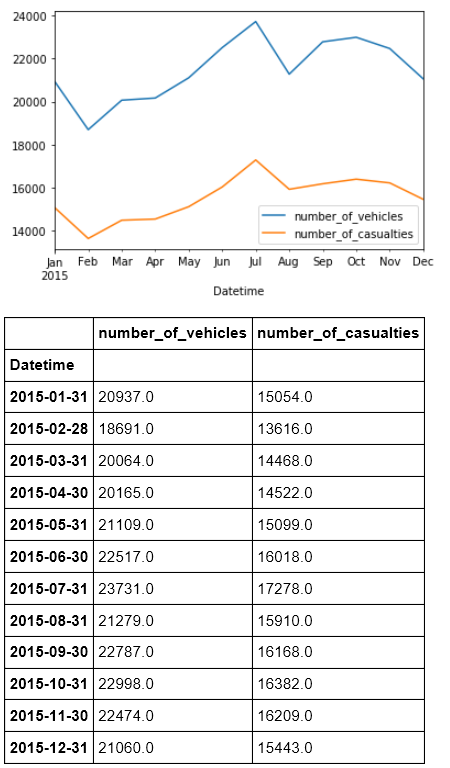 24000
22000
20000
18000
16000
14000
number_of_vehicles
number_of_casualties
Jan Feb Mar Apr May Jun Jul Aug Sep Oct Nov Dec
2015
Datetime
number_of_vehicles number_of_casualties
Datetime
2015-01-31 20937.0 15054.0
2015-02-28 18691.0 13616.0
2015-03-31 20064.0 14468.0
2015-04-30 20165.0 14522.0
2015-05-31 21109.0 15099.0
2015-06-30 22517.0 16018.0
2015-07-31 23731.0 17278.0
2015-08-31 21279.0 15910.0
2015-09-30 22787.0 16168.0
2015-10-31 22998.0 16382.0
2015-11-30 22474.0 16209.0
2015-12-31 21060.0 15443.0